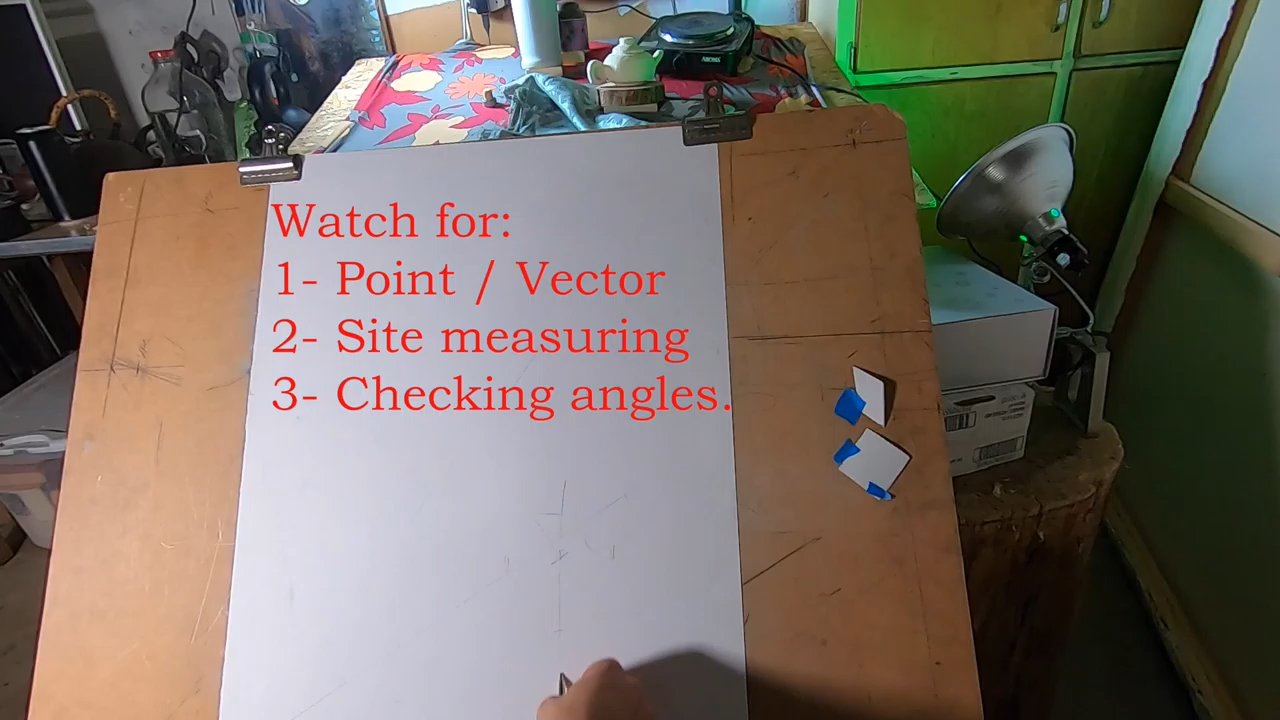 Watch for:
1- Point / Vector
2- Site measuring
3- Checking angles.